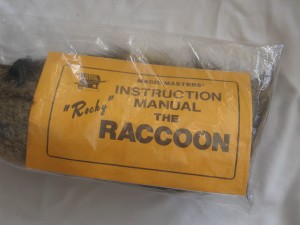 MAGIC MASTERS'
INSTRUCTION
"Rocky" MANUAL
THE
RACCOON